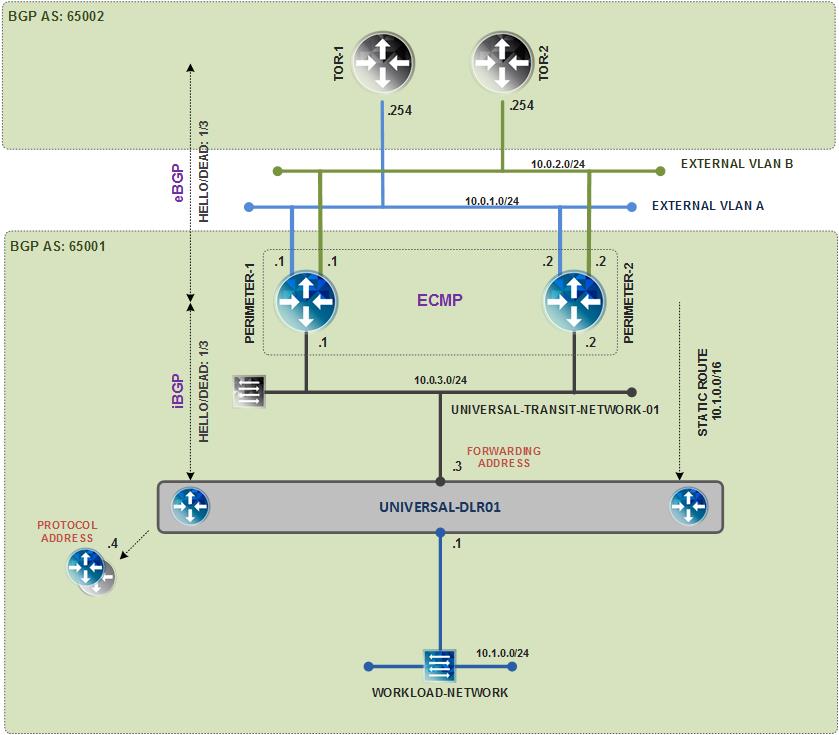 BGP AS: 65002
TOR-1
TOR-2
.254
.254
eBGP
HELLO/DEAD: 1/3
10.0.2.0/24
EXTERNAL VLAN B
10.0.1.0/24
EXTERNAL VLAN A
BGP AS: 65001
.1
.1
.2
.2
PERIMETER-1
ECMP
PERIMETER-2
.1
.2
iBGP
HELLO/DEAD: 1/3
10.0.3.0/24
UNIVERSAL-TRANSIT-NETWORK-01
STATIC ROUTE
10.1.0.0/16
FORWARDING
ADDRESS
.3
UNIVERSAL-DLR01
PROTOCOL
ADDRESS
.4
.1
10.1.0.0/24
WORKLOAD-NETWORK